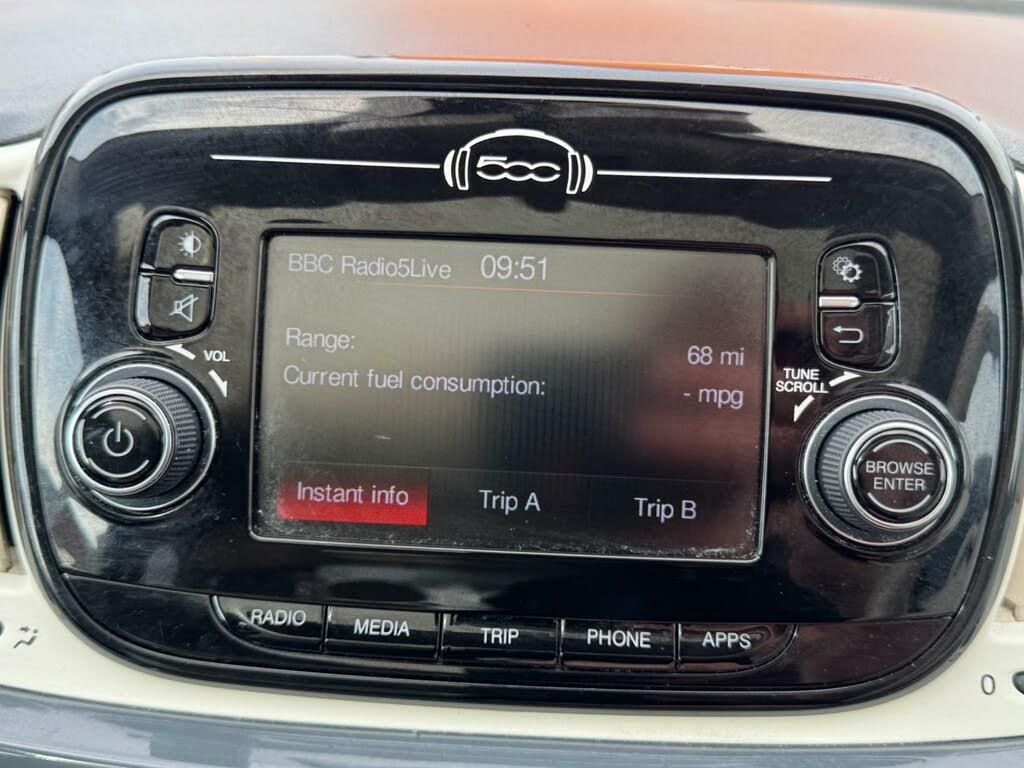 500
BBC Radio5Live 09:51
Range: 68 mi
Current fuel consumption: - mpg
Instant info Trip A Trip B
VOL
TUNE
SCROLL
BROWSE
ENTER
RADIO MEDIA TRIP PHONE APPS
0